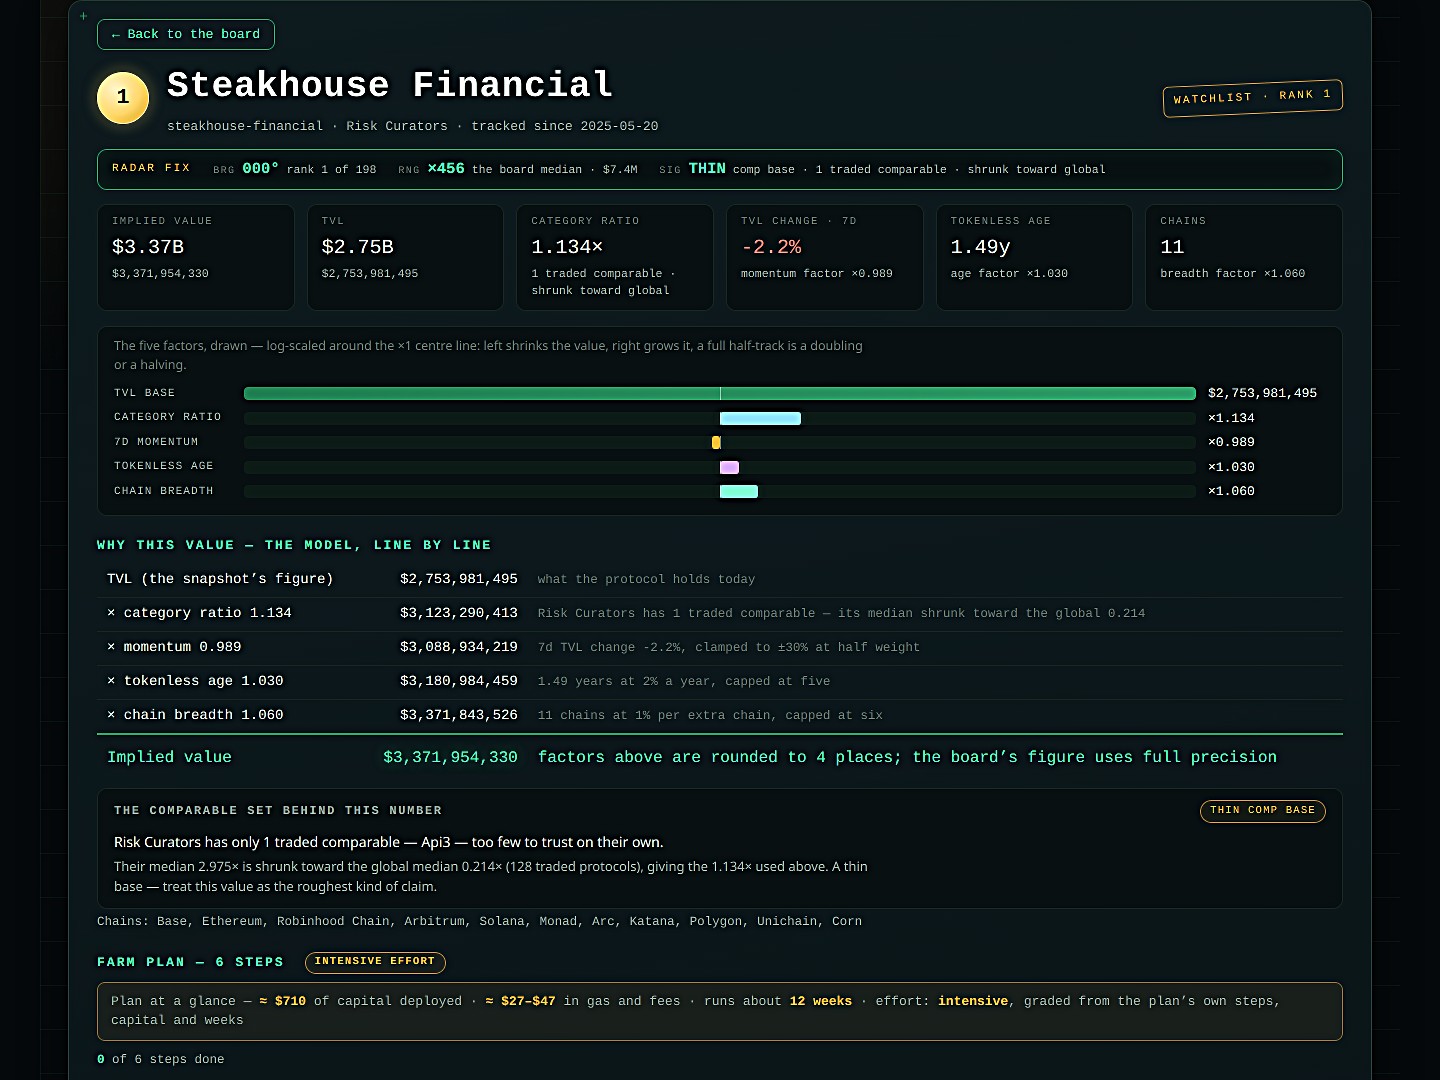 ← Back to the board
1
Steakhouse Financial
steakhouse-financial · Risk Curators · tracked since 2025-05-20
WATCHLIST · RANK 1
RADAR FIX BRG 000° rank 1 of 198 RNG ×456 the board median · $7.4M SIG THIN comp base · 1 traded comparable · shrunk toward global
IMPLIED VALUE
$3.37B
$3,371,954,330
TVL
$2.75B
$2,753,981,495
CATEGORY RATIO
1.134×
1 traded comparable ·
shrunk toward global
TVL CHANGE · 7D
-2.2%
momentum factor ×0.989
TOKENLESS AGE
1.49y
age factor ×1.030
CHAINS
11
breadth factor ×1.060
The five factors, drawn — log-scaled around the ×1 centre line: left shrinks the value, right grows it, a full half-track is a doubling
or a halving.
TVL BASE $2,753,981,495
CATEGORY RATIO ×1.134
7D MOMENTUM ×0.989
TOKENLESS AGE ×1.030
CHAIN BREADTH ×1.060
WHY THIS VALUE — THE MODEL, LINE BY LINE
TVL (the snapshot’s figure) $2,753,981,495 what the protocol holds today
× category ratio 1.134 $3,123,290,413 Risk Curators has 1 traded comparable — its median shrunk toward the global 0.214
× momentum 0.989 $3,088,934,219 7d TVL change -2.2%, clamped to ±30% at half weight
× tokenless age 1.030 $3,180,984,459 1.49 years at 2% a year, capped at five
× chain breadth 1.060 $3,371,843,526 11 chains at 1% per extra chain, capped at six
Implied value $3,371,954,330 factors above are rounded to 4 places; the board’s figure uses full precision
THE COMPARABLE SET BEHIND THIS NUMBER
THIN COMP BASE
Risk Curators has only 1 traded comparable — Api3 — too few to trust on their own.
Their median 2.975× is shrunk toward the global median 0.214× (128 traded protocols), giving the 1.134× used above. A thin
base — treat this value as the roughest kind of claim.
Chains: Base, Ethereum, Robinhood Chain, Arbitrum, Solana, Monad, Arc, Katana, Polygon, Unichain, Corn
FARM PLAN — 6 STEPS INTENSIVE EFFORT
Plan at a glance — ≈ $710 of capital deployed · ≈ $27–$47 in gas and fees · runs about 12 weeks · effort: intensive, graded from the plan’s own steps,
capital and weeks
0 of 6 steps done